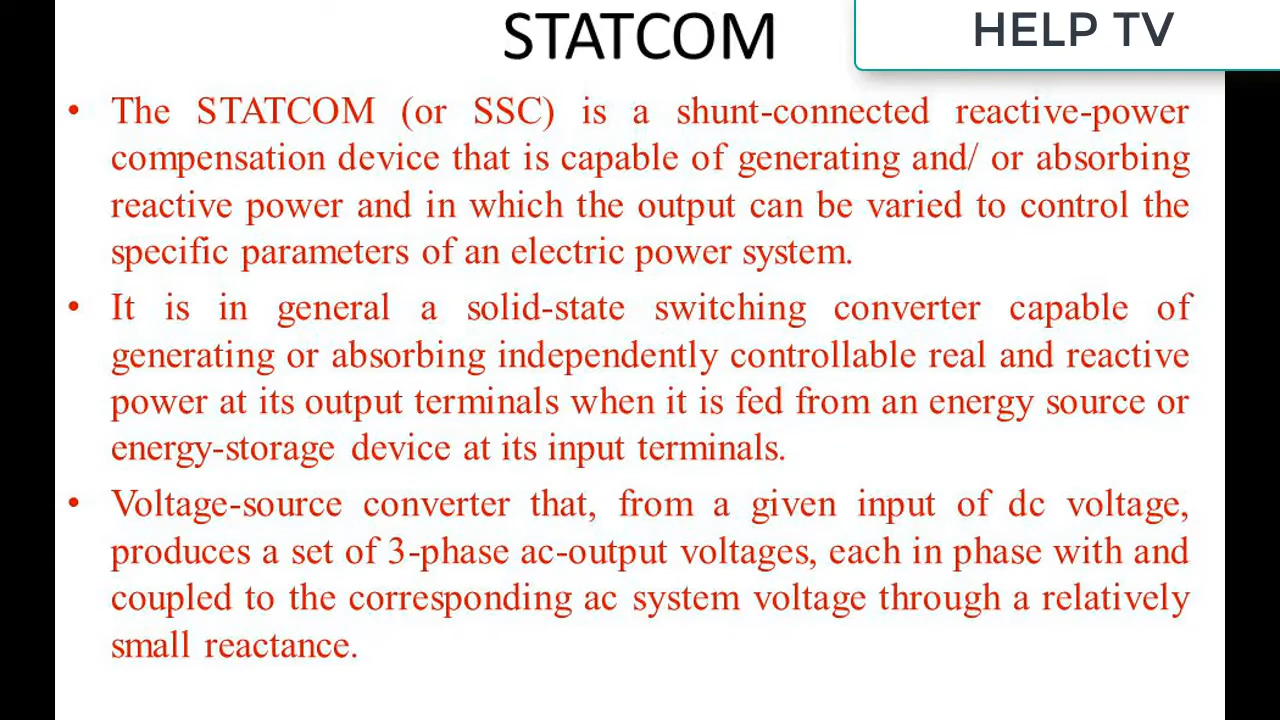 STATCOM
HELP TV
• The STATCOM (or SSC) is a shunt-connected reactive-power
compensation device that is capable of generating and/ or absorbing
reactive power and in which the output can be varied to control the
specific parameters of an electric power system.
• It is in general a solid-state switching converter capable of
generating or absorbing independently controllable real and reactive
power at its output terminals when it is fed from an energy source or
energy-storage device at its input terminals.
• Voltage-source converter that, from a given input of dc voltage,
produces a set of 3-phase ac-output voltages, each in phase with and
coupled to the corresponding ac system voltage through a relatively
small reactance.